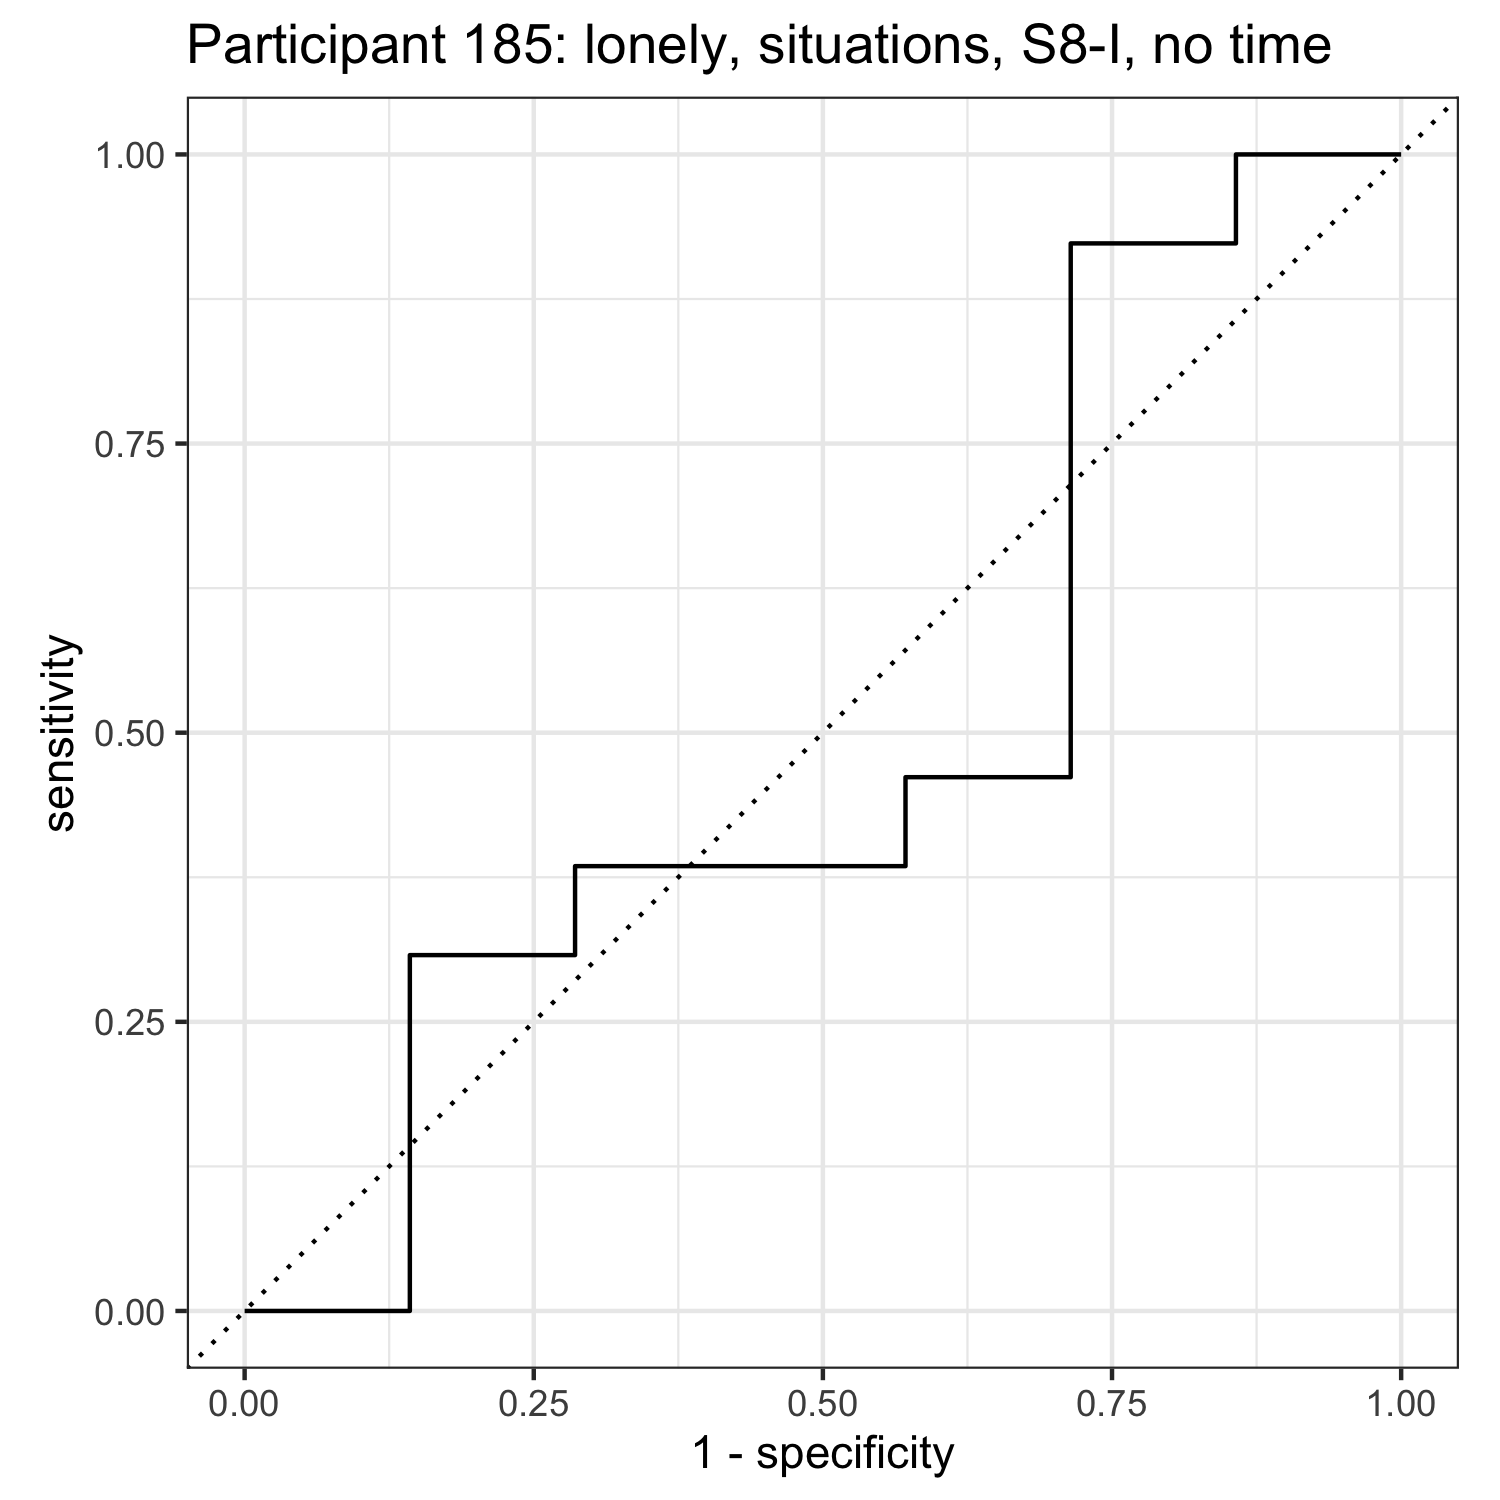 Participant 185: lonely, situations, S8-I, no time
1.00
0.75
0.50
0.25
0.00
sensitivity
0.00 0.25 0.50 0.75 1.00
1 - specificity